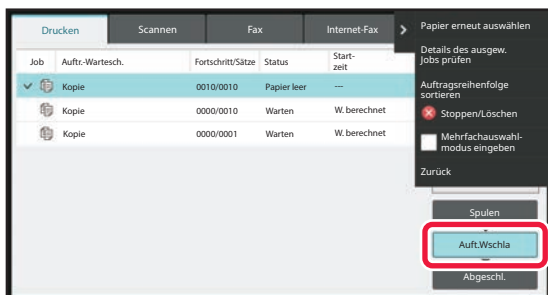 Drucken
Scannen
Fax
Internet-Fax
Job Auftr.-Wartesch. Fortschritt/Sätze Status Start-
zeit
Kopie 0010/0010 Papier leer ---
Kopie 0000/0010 Warten W. berechnet
Kopie 0000/0001 Warten W. berechnet
Papier erneut auswählen
Details des ausgew.
Jobs prüfen
Auftragsreihenfolge
sortieren
Stoppen/Löschen
Mehrfachauswahl-
modus eingeben
Zurück
Spulen
Auft.Wschla
Abgeschl.